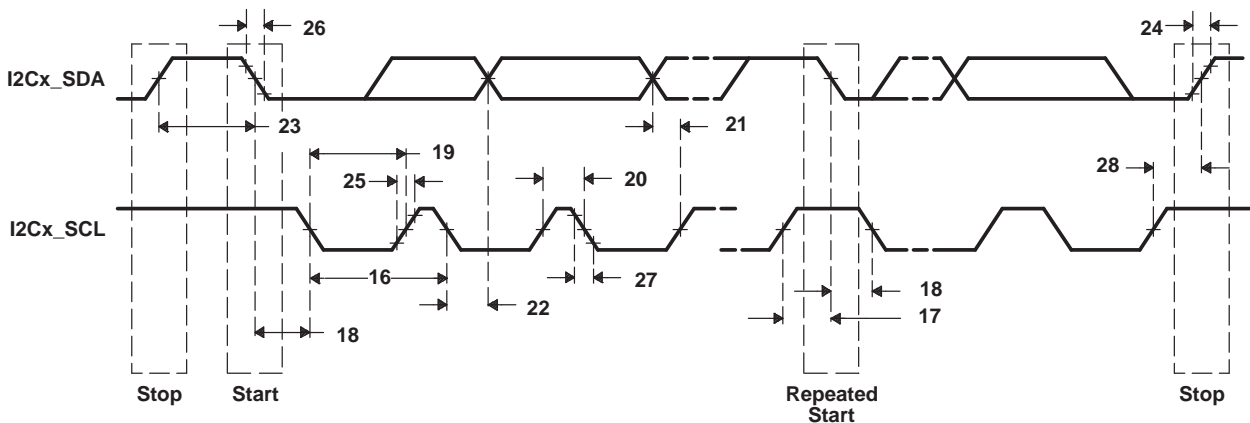 26
24
I2Cx_SDA
23
21
19
28
25
20
I2Cx_SCL
16
27
18
22
17
18
Stop
Start
Repeated
Start
Stop